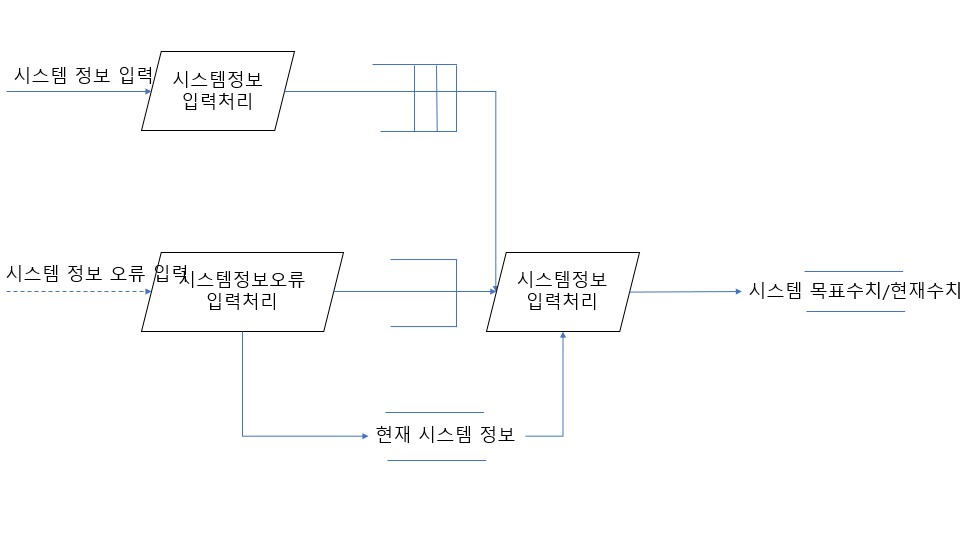 시스템 정보 입력
시스템정보
입력처리
시스템 정보 오류 입력
시스템정보오류
입력처리
시스템정보
입력처리
시스템 목표수치/현재수치
현재 시스템 정보